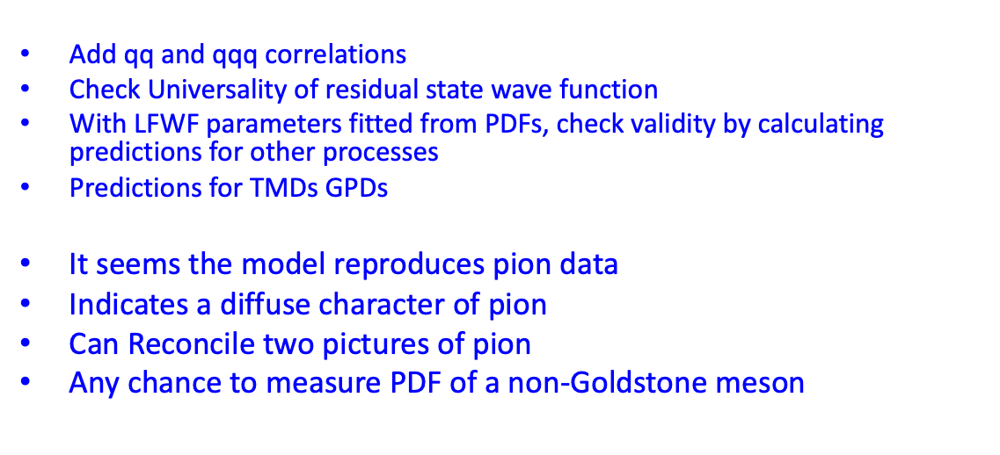 • Add qq and qqq correlations
• Check Universality of residual state wave function
• With LFWF parameters fitted from PDFs, check validity by calculating
predictions for other processes
• Predictions for TMDs GPDs
• It seems the model reproduces pion data
• Indicates a diffuse character of pion
• Can Reconcile two pictures of pion
• Any chance to measure PDF of a non-Goldstone meson